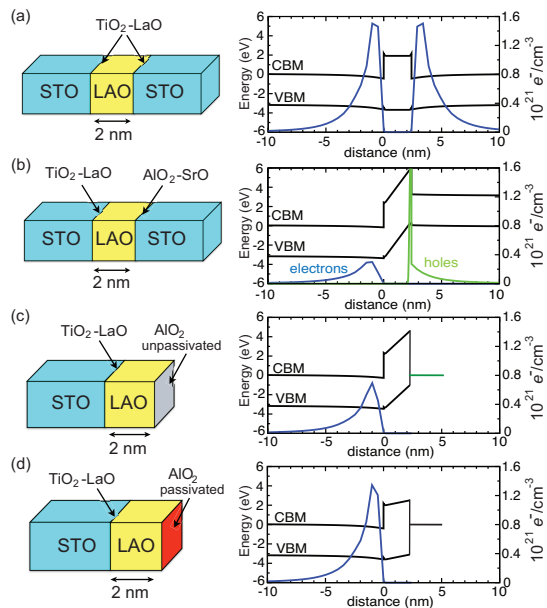 (a)
TiO2-LaO
STO LAO STO
2 nm
Energy (eV)
6
4
2
0
-2
-4
-6
CBM
VBM
-10 -5 0 5 10
distance (nm)
1.6
1.2
0.8
0.4
0
10^21 e-/cm-3
(b)
TiO2-LaO AlO2-SrO
STO LAO STO
2 nm
Energy (eV)
6
4
2
0
-2
-4
-6
CBM
VBM
electrons holes
-10 -5 0 5 10
distance (nm)
1.6
1.2
0.8
0.4
0
10^21 e-/cm-3
(c)
AlO2
unpassivated
TiO2-LaO
STO LAO
2 nm
Energy (eV)
6
4
2
0
-2
-4
-6
CBM
VBM
-10 -5 0 5 10
distance (nm)
1.6
1.2
0.8
0.4
0
10^21 e-/cm-3
(d)
AlO2
passivated
TiO2-LaO
STO LAO
2 nm
Energy (eV)
6
4
2
0
-2
-4
-6
CBM
VBM
-10 -5 0 5 10
distance (nm)
1.6
1.2
0.8
0.4
0
10^21 e-/cm-3